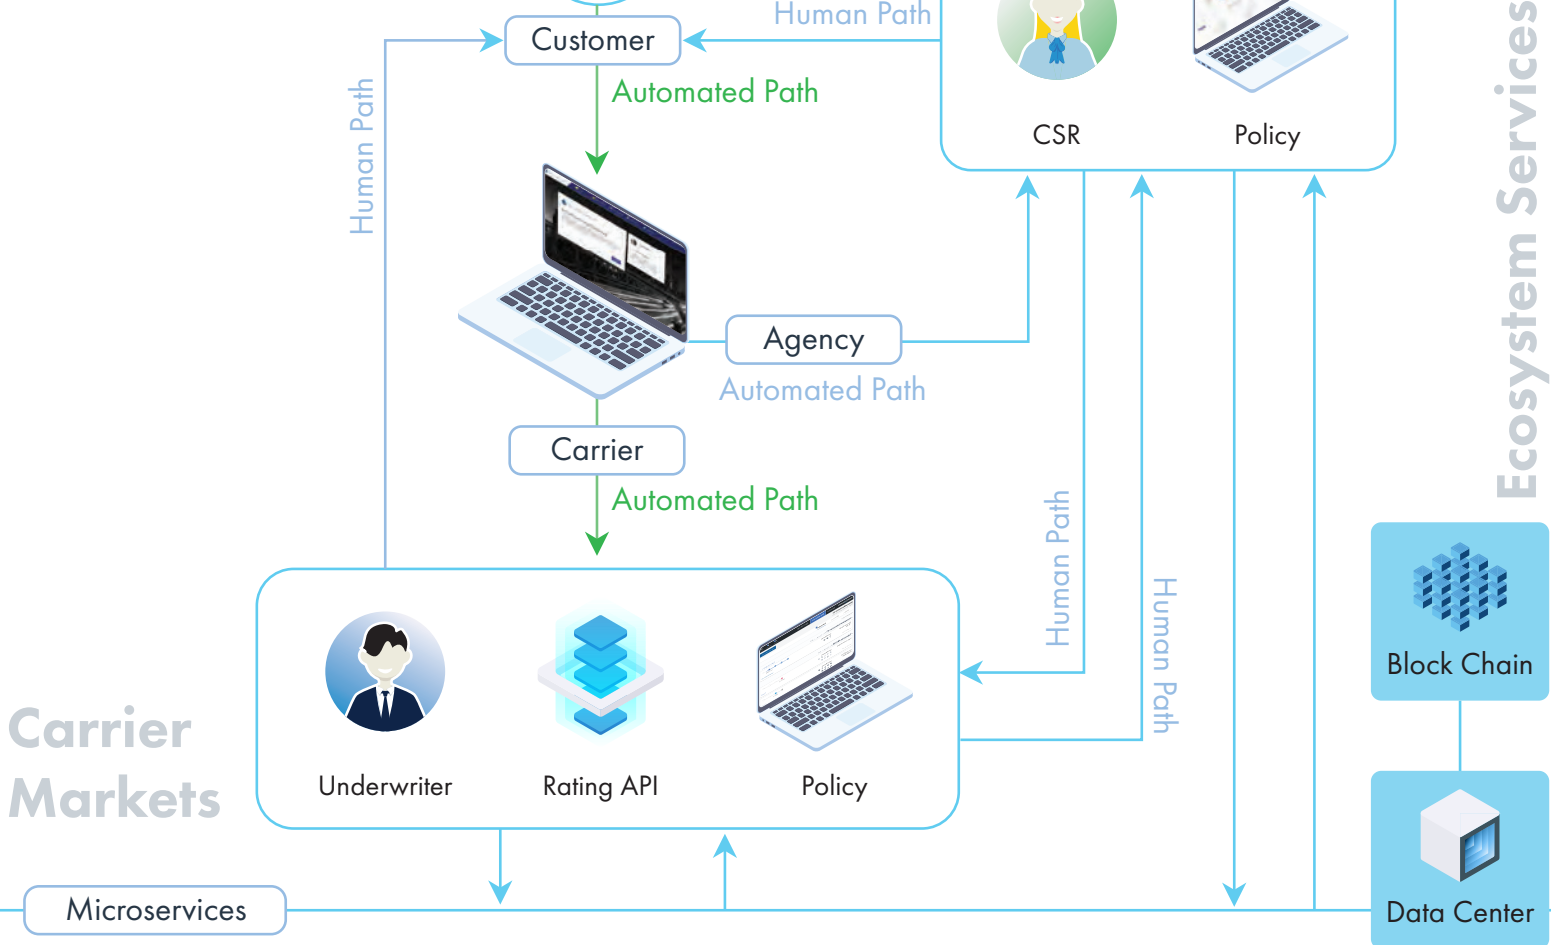 Human Path
Customer
Automated Path
Human Path
CSR
Policy
Ecosystem Services
Agency
Automated Path
Carrier
Automated Path
Human Path
Human Path
Block Chain
Carrier
Markets
Underwriter
Rating API
Policy
Microservices
Data Center